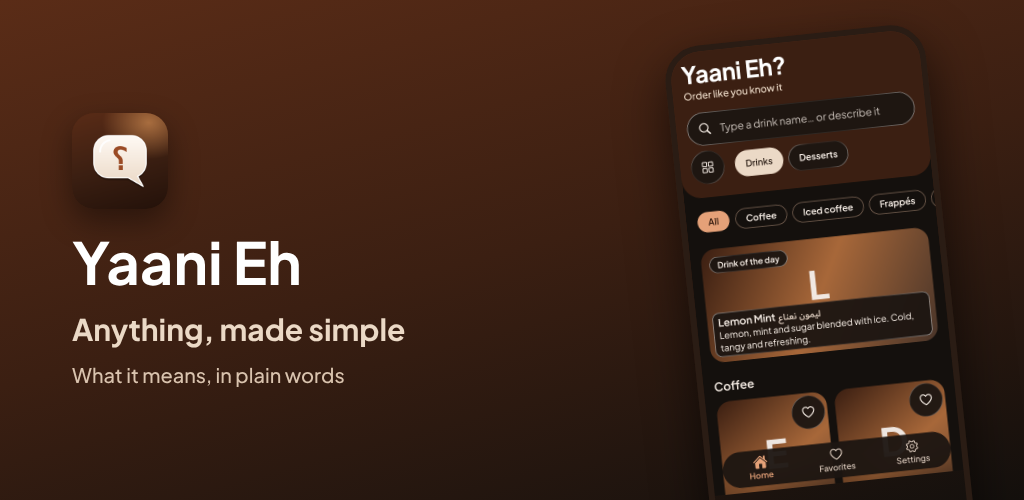 ؟
Yaani Eh
Anything, made simple
What it means, in plain words
Yaani Eh?
Order like you know it
Type a drink name... or describe it
Drinks
Desserts
All
Coffee
Iced coffee
Frappés
Drink of the day
L
Lemon Mint ليمون نعناع
Lemon, mint and sugar blended with ice. Cold,
tangy and refreshing.
Coffee
E
D
Home
Favorites
Settings